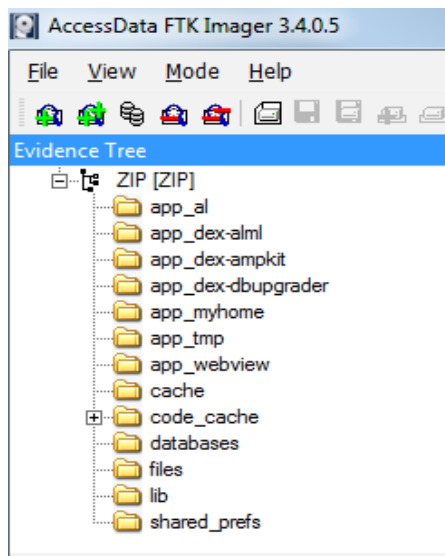 AccessData FTK Imager 3.4.0.5
File View Mode Help
Evidence Tree
ZIP [ZIP]
app_al
app_dex-alml
app_dex-ampkit
app_dex-dbupgrader
app_myhome
app_tmp
app_webview
cache
code_cache
databases
files
lib
shared_prefs